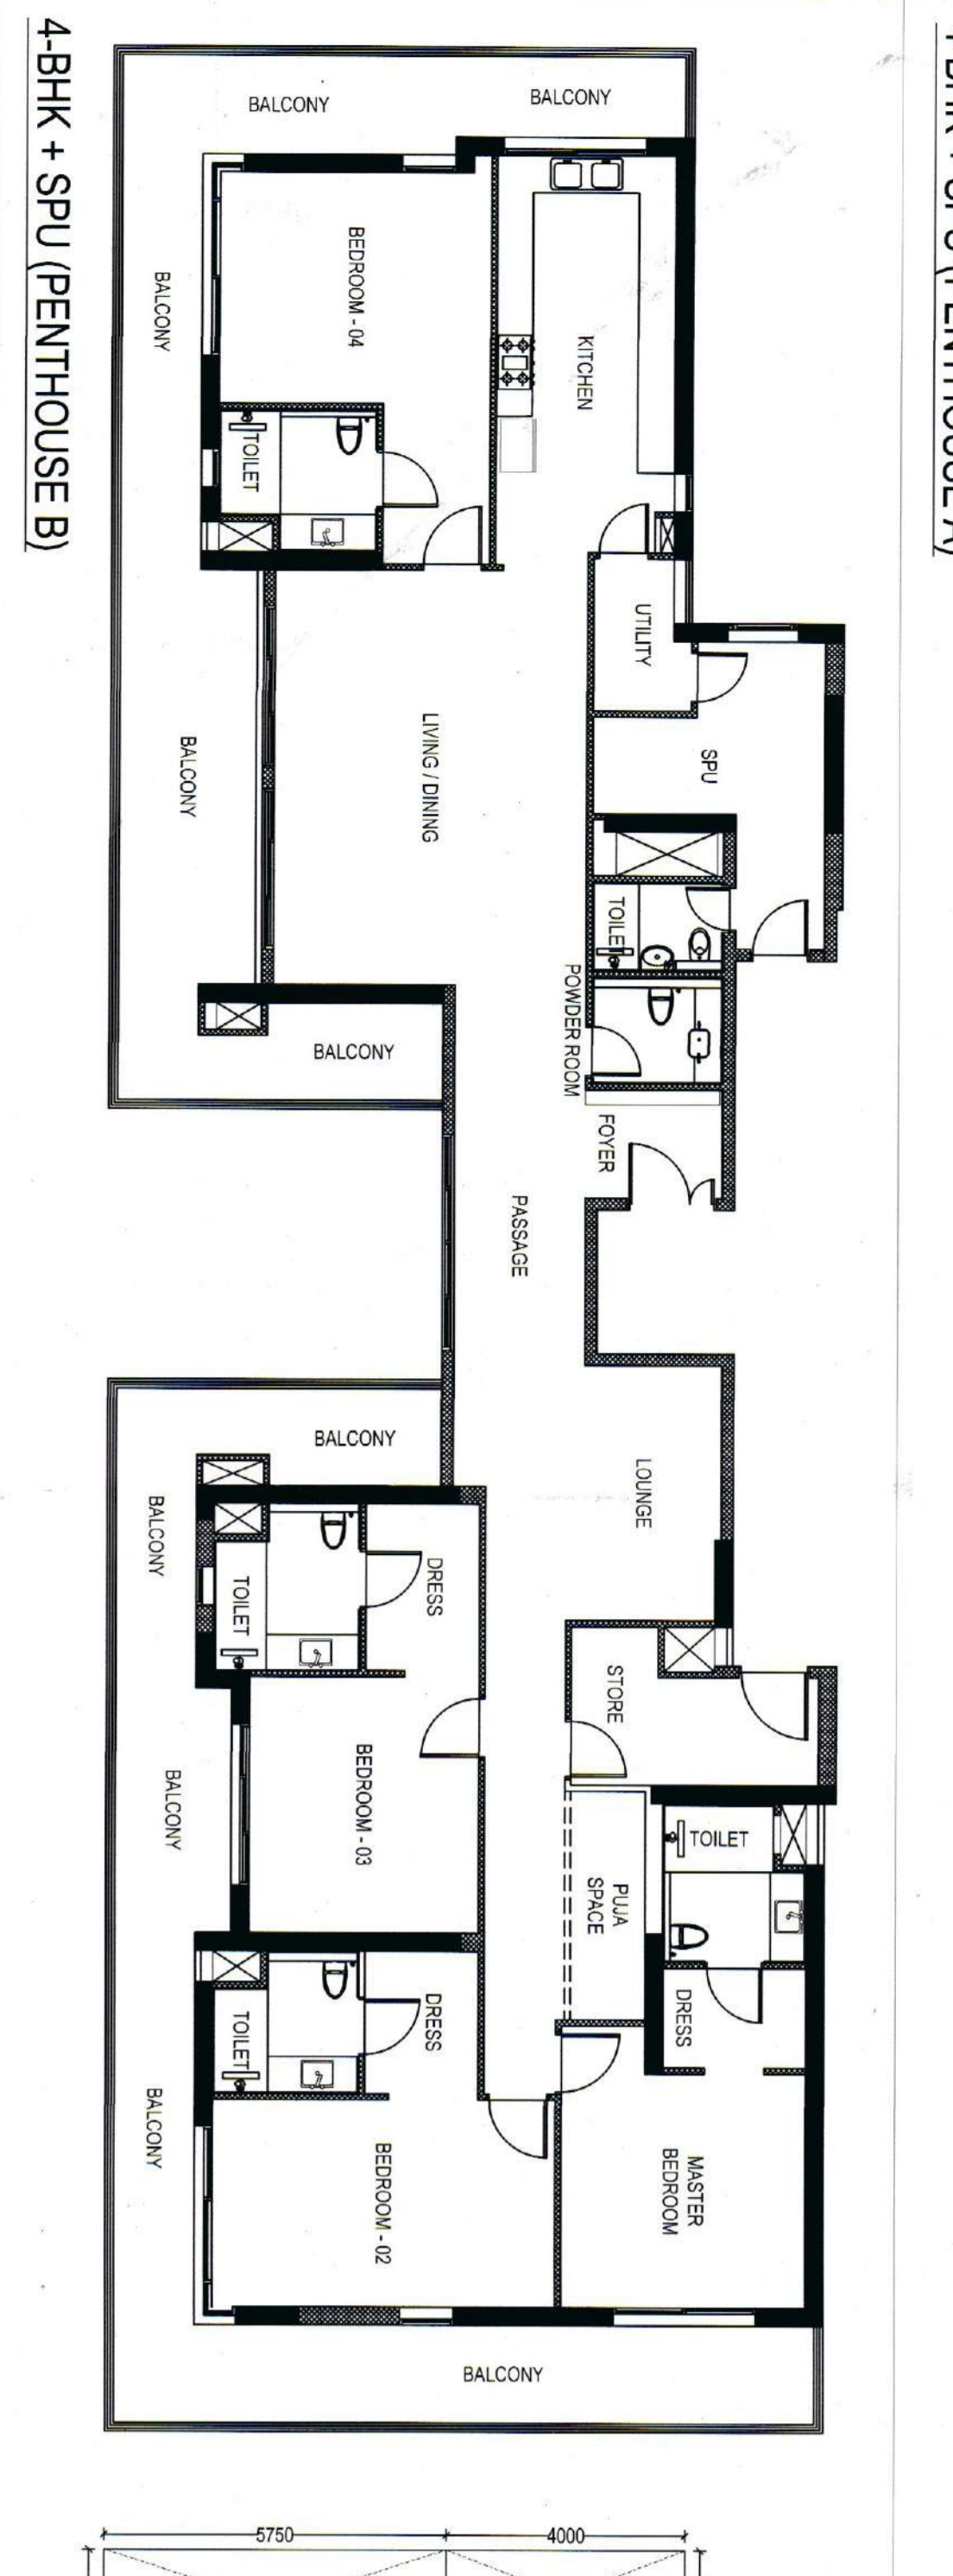 4-BHK + SPU (PENTHOUSE B)
BALCONY
BALCONY
BALCONY
BEDROOM - 04
KITCHEN
TOILET
UTILITY
SPU
LIVING / DINING
BALCONY
TOILET
POWDER ROOM
BALCONY
FOYER
PASSAGE
BALCONY
LOUNGE
BALCONY
DRESS
TOILET
STORE
BEDROOM - 03
BALCONY
TOILET
PUJA
SPACE
DRESS
DRESS
TOILET
BALCONY
MASTER
BEDROOM
BEDROOM - 02
BALCONY
5750
4000